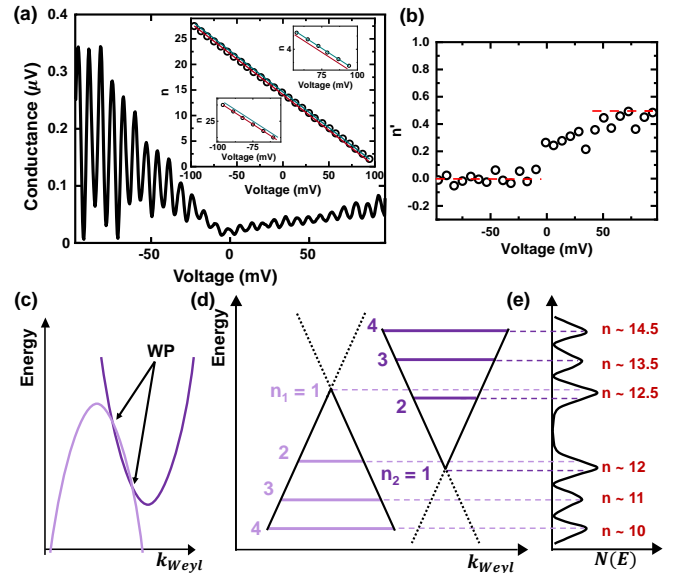 (a)
Conductance (μV)
0.4
0.3
0.2
0.1
0
-50
0
50
Voltage (mV)
n
30
25
20
15
10
5
0
-100
-50
0
50
100
Voltage (mV)
n
4
75
100
Voltage (mV)
n
25
-100
-75
Voltage (mV)
(b)
n'
1.0
0.8
0.6
0.4
0.2
0.0
-0.2
-50
0
50
Voltage (mV)
(c)
Energy
WP
k_Weyl
(d)
Energy
n₁ = 1
2
3
4
4
3
2
n₂ = 1
k_Weyl
(e)
n ~ 14.5
n ~ 13.5
n ~ 12.5
n ~ 12
n ~ 11
n ~ 10
N(E)